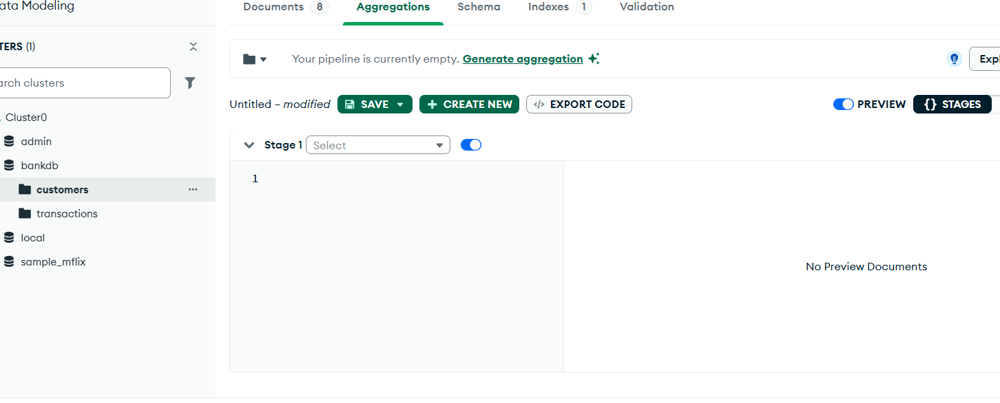 ata Modeling
Documents 8 Aggregations Schema Indexes 1 Validation
TERS (1)
Your pipeline is currently empty. Generate aggregation
Expl
arch clusters
Untitled – modified SAVE CREATE NEW </> EXPORT CODE PREVIEW {} STAGES
Cluster0
admin
Stage 1 Select
bankdb
1
customers
transactions
local
sample_mflix
No Preview Documents